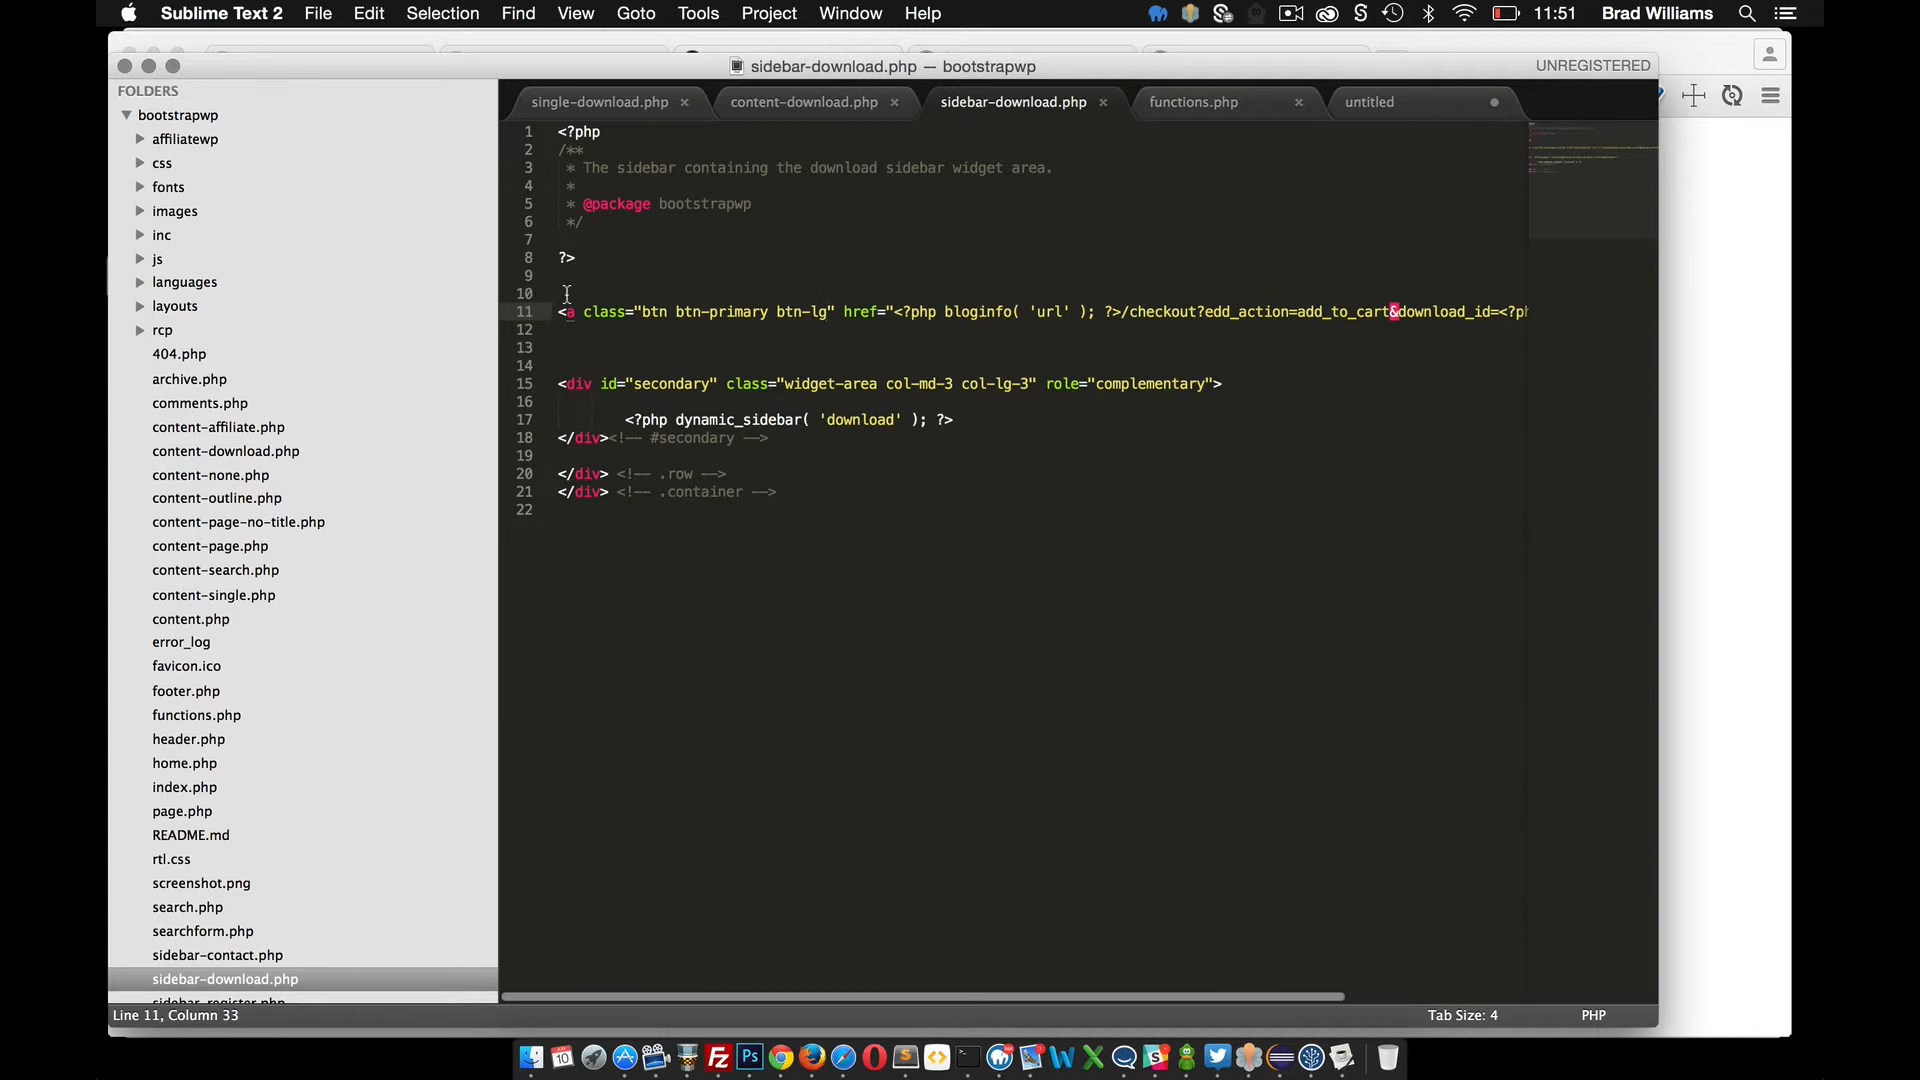 Sublime Text 2 File Edit Selection Find View Goto Tools Project Window Help 11:51 Brad Williams
sidebar-download.php — bootstrapwp UNREGISTERED
FOLDERS
bootstrapwp
affiliatewp
css
fonts
images
inc
js
languages
layouts
rcp
404.php
archive.php
comments.php
content-affiliate.php
content-download.php
content-none.php
content-outline.php
content-page-no-title.php
content-page.php
content-search.php
content-single.php
content.php
error_log
favicon.ico
footer.php
functions.php
header.php
home.php
index.php
page.php
README.md
rtl.css
screenshot.png
search.php
searchform.php
sidebar-contact.php
sidebar-download.php
sidebar-register.php
single-download.php × content-download.php × sidebar-download.php × functions.php × untitled
1 <?php
2 /**
3 * The sidebar containing the download sidebar widget area.
4 *
5 * @package bootstrapwp
6 */
7
8 ?>
9
10
11 <a class="btn btn-primary btn-lg" href="<?php bloginfo( 'url' ); ?>/checkout?edd_action=add_to_cart&download_id=<?ph
12
13
14
15 <div id="secondary" class="widget-area col-md-3 col-lg-3" role="complementary">
16
17 <?php dynamic_sidebar( 'download' ); ?>
18 </div><!-- #secondary -->
19
20 </div> <!-- .row -->
21 </div> <!-- .container -->
22
Line 11, Column 33 Tab Size: 4 PHP